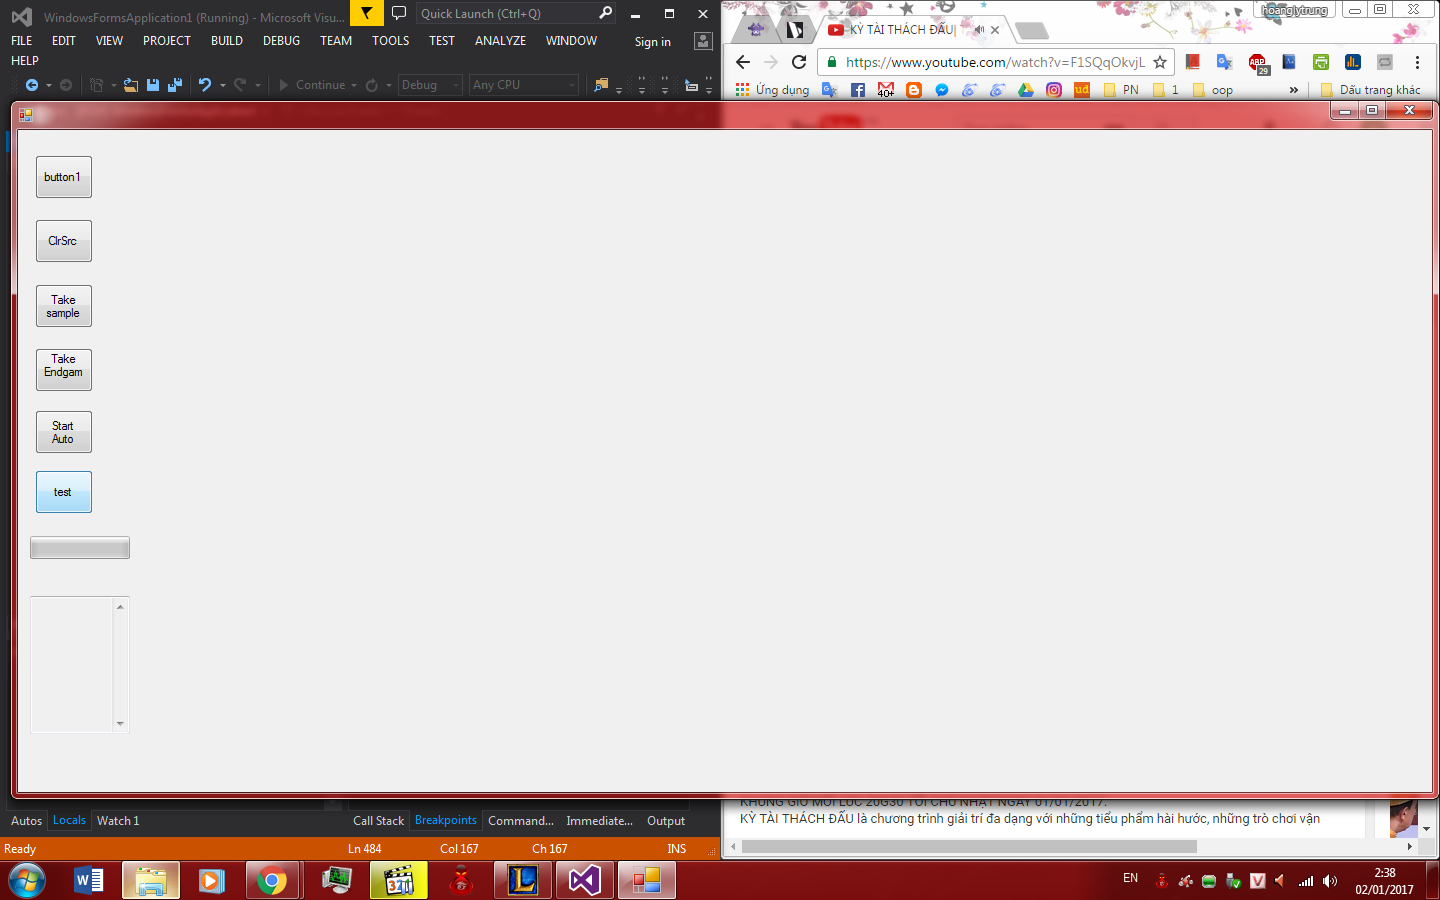 WindowsFormsApplication1 (Running) - Microsoft Visu...
Quick Launch (Ctrl+Q)
FILE EDIT VIEW PROJECT BUILD DEBUG TEAM TOOLS TEST ANALYZE WINDOW
Sign in
HELP
Continue
Debug
Any CPU
hoanglytrung
KỲ TÀI THÁCH ĐẤU|
https://www.youtube.com/watch?v=F1SQqOkvjL
ABP
29
Ứng dụng
40+
ud
PN
1
oop
»
Dấu trang khác
button1
ClrSrc
Take
sample
Take
Endgam
Start
Auto
test
Autos Locals Watch 1
Call Stack Breakpoints Command... Immediate... Output
KHUNG GIỜ MỚI LÚC 20G30 TỐI CHỦ NHẬT NGÀY 01/01/2017.
KỲ TÀI THÁCH ĐẤU là chương trình giải trí đa dạng với những tiểu phẩm hài hước, những trò chơi vận
Ready
Ln 484
Col 167
Ch 167
INS
W
321
L
EN
V
2:38
02/01/2017